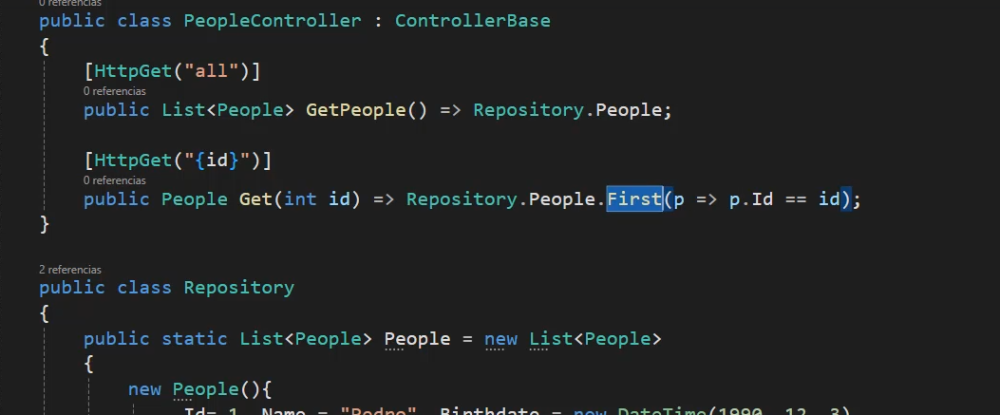 0 referencias
public class PeopleController : ControllerBase
{
[HttpGet("all")]
0 referencias
public List<People> GetPeople() => Repository.People;
[HttpGet("{id}")]
0 referencias
public People Get(int id) => Repository.People.First(p => p.Id == id);
}
2 referencias
public class Repository
{
public static List<People> People = new List<People>
{
new People(){
Id= 1, Name = "Pedro", Birthdate = new DateTime(1990, 12, 3)